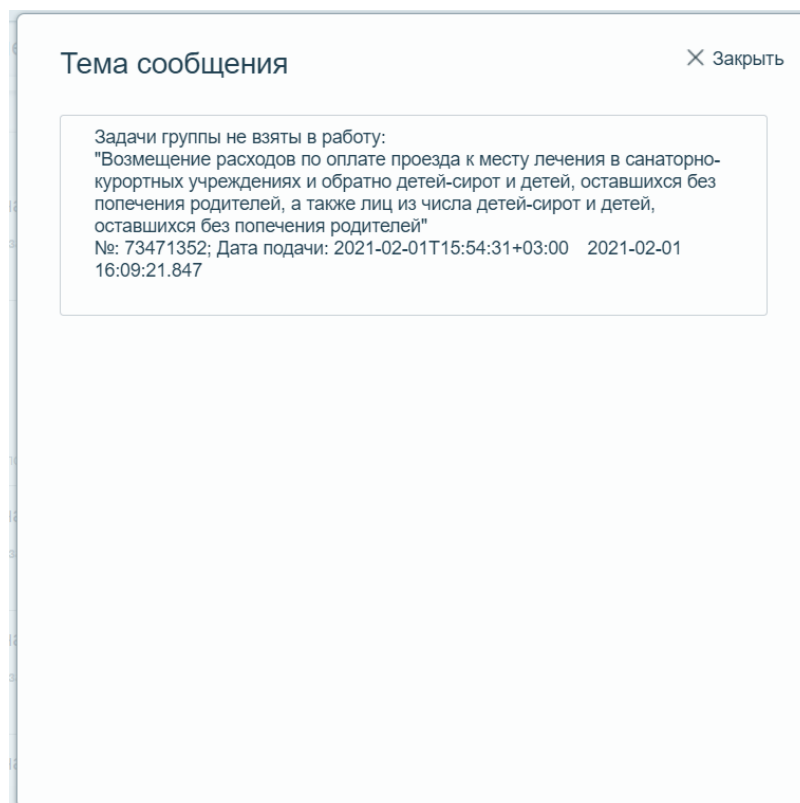 Тема сообщения
Закрыть
Задачи группы не взяты в работу:
"Возмещение расходов по оплате проезда к месту лечения в санаторно-
курортных учреждениях и обратно детей-сирот и детей, оставшихся без
попечения родителей, а также лиц из числа детей-сирот и детей,
оставшихся без попечения родителей"
№: 73471352; Дата подачи: 2021-02-01T15:54:31+03:00 2021-02-01
16:09:21.847